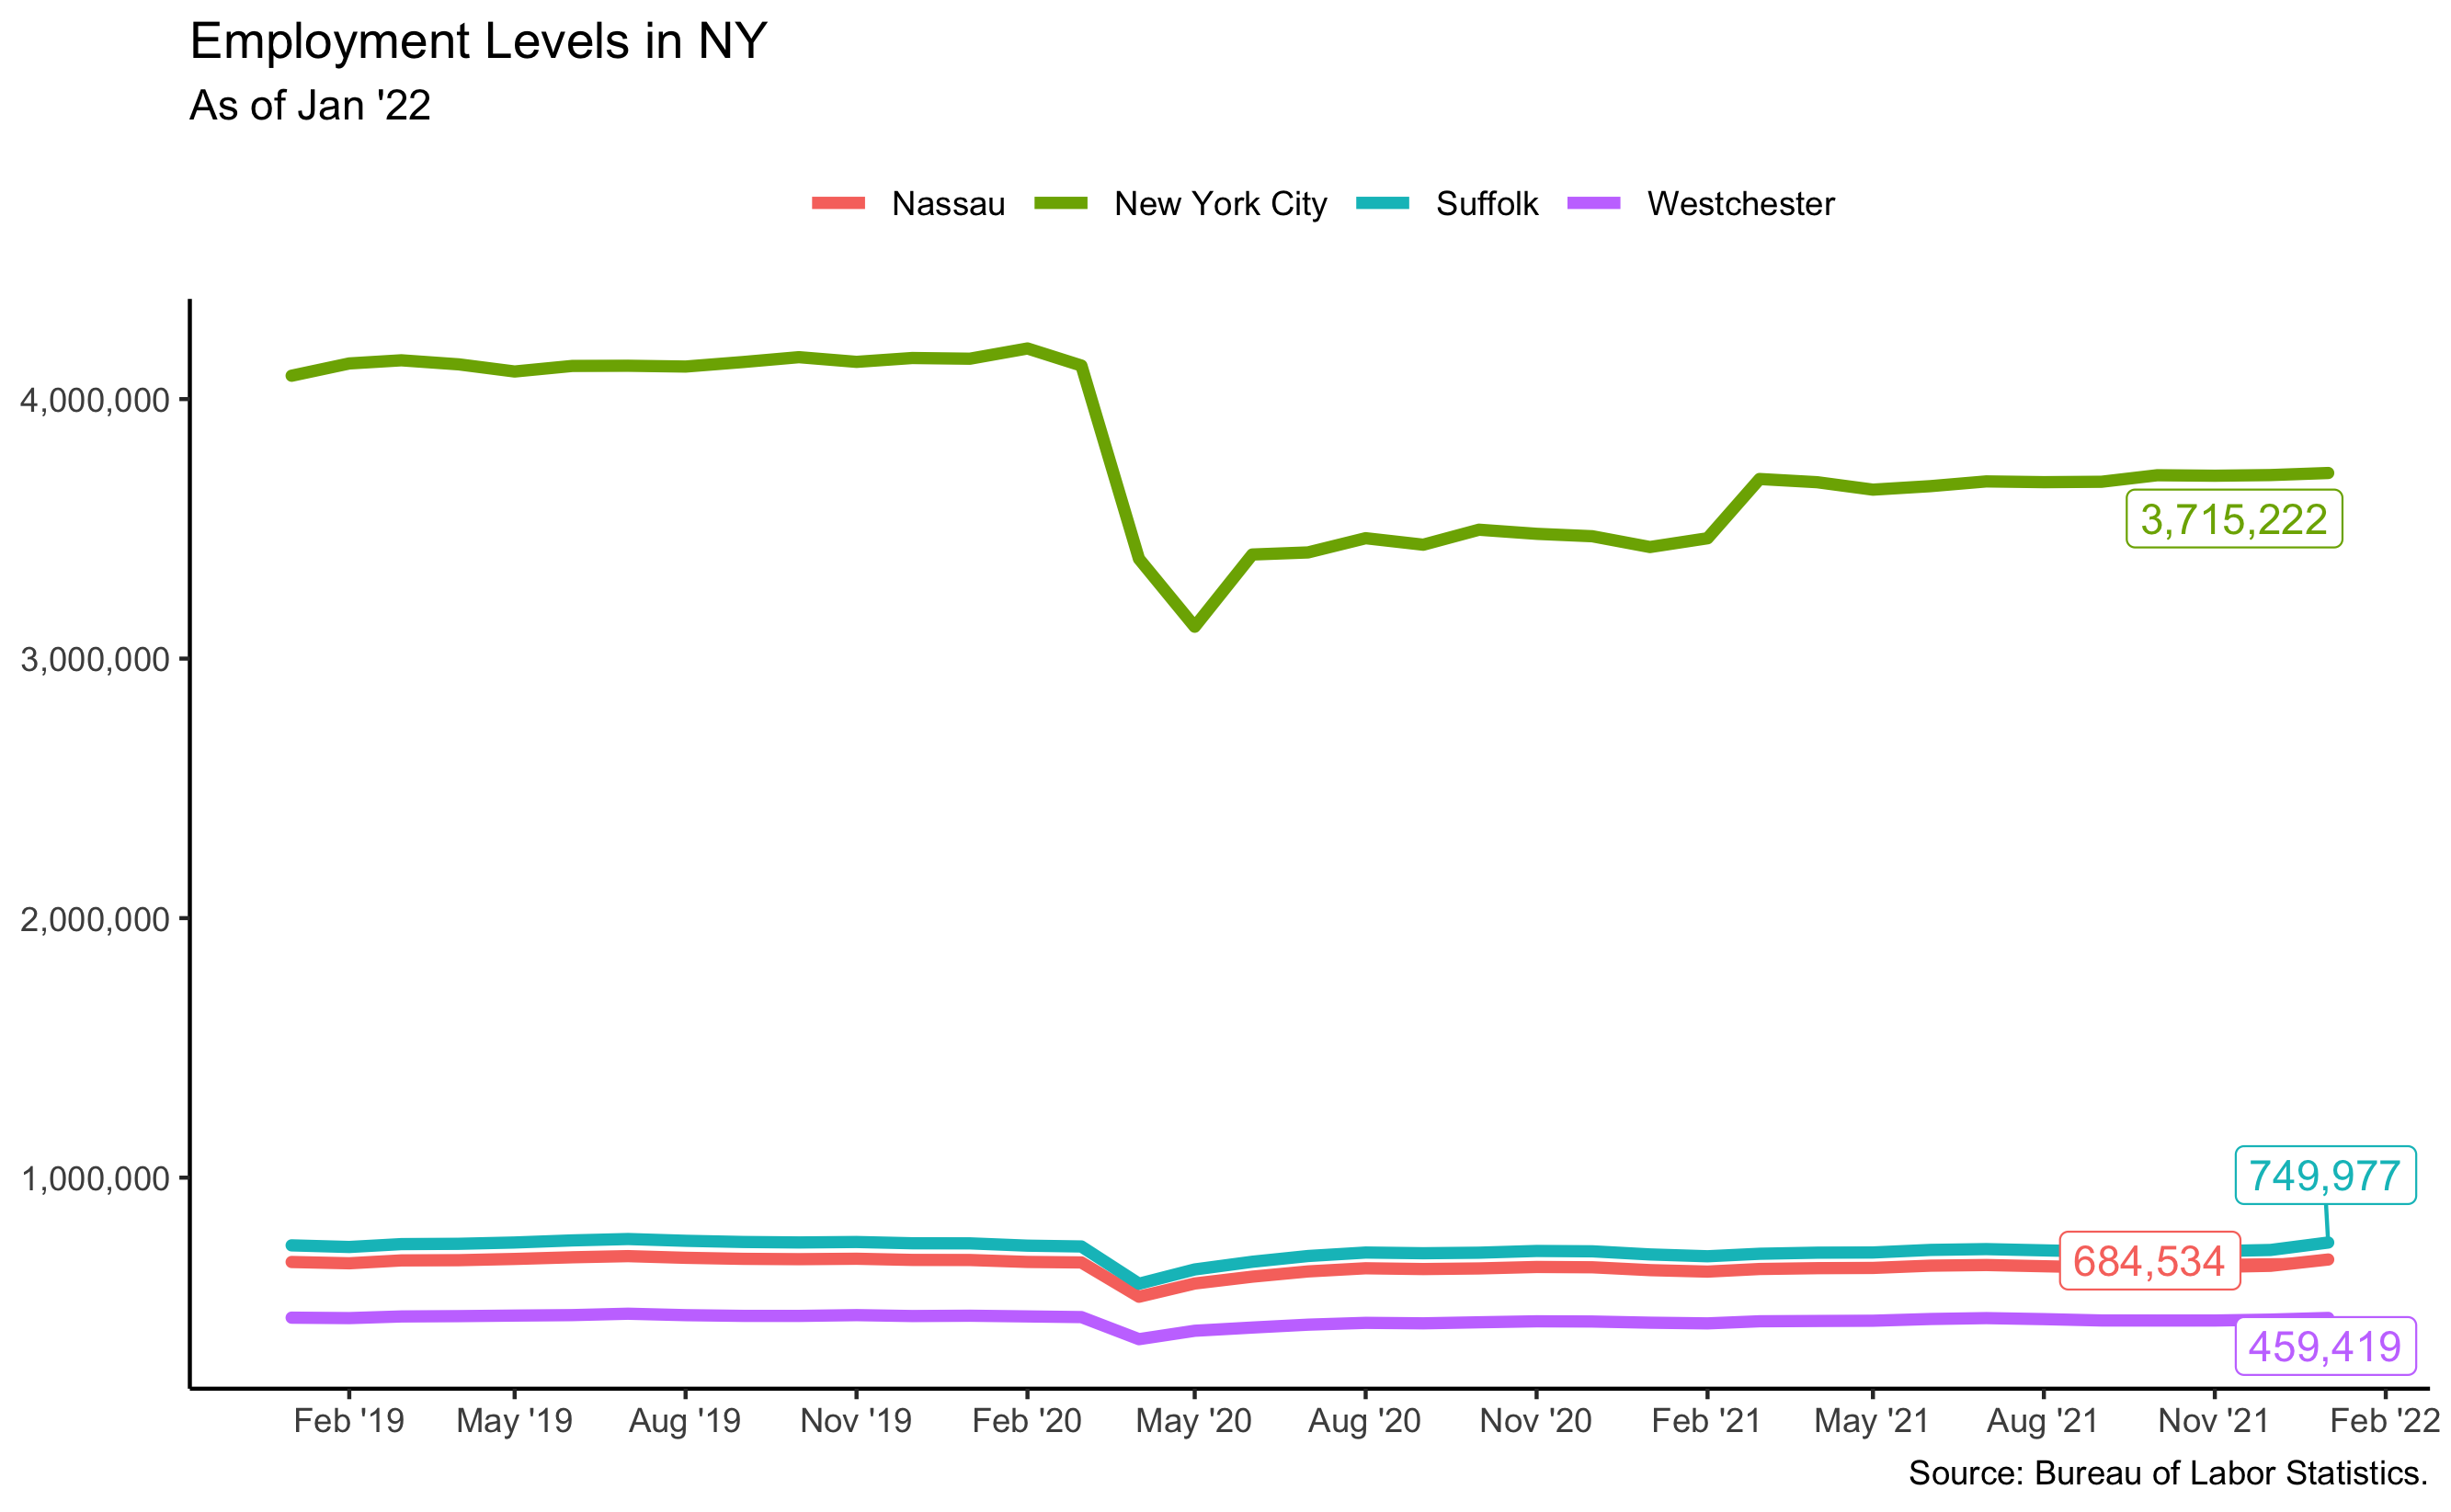 Employment Levels in NY
As of Jan '22
Nassau New York City Suffolk Westchester
4,000,000
3,000,000
2,000,000
1,000,000
3,715,222
749,977
684,534
459,419
Feb '19 May '19 Aug '19 Nov '19 Feb '20 May '20 Aug '20 Nov '20 Feb '21 May '21 Aug '21 Nov '21 Feb '22
Source: Bureau of Labor Statistics.